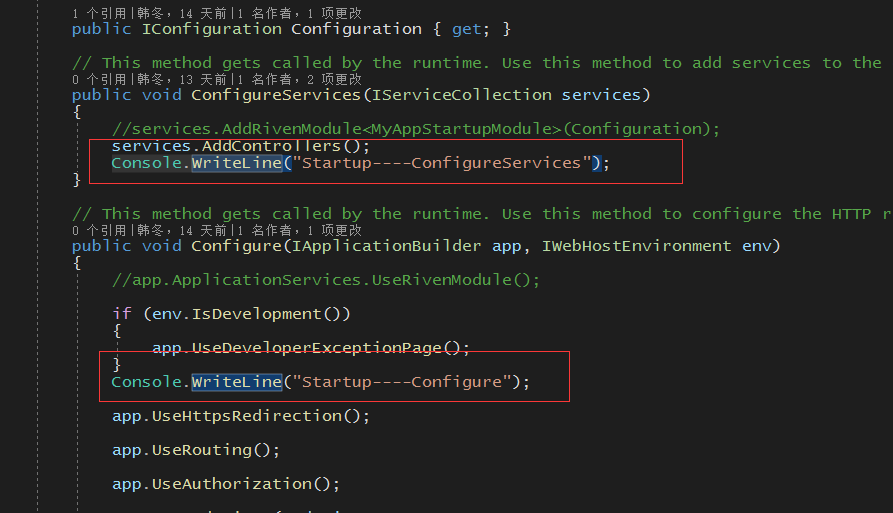 1 个引用|韩冬，14 天前|1 名作者，1 项更改
public IConfiguration Configuration { get; }
// This method gets called by the runtime. Use this method to add services to the
0 个引用|韩冬，13 天前|1 名作者，2 项更改
public void ConfigureServices(IServiceCollection services)
{
//services.AddRivenModule<MyAppStartupModule>(Configuration);
services.AddControllers();
Console.WriteLine("Startup----ConfigureServices");
}
// This method gets called by the runtime. Use this method to configure the HTTP r
0 个引用|韩冬，14 天前|1 名作者，1 项更改
public void Configure(IApplicationBuilder app, IWebHostEnvironment env)
{
//app.ApplicationServices.UseRivenModule();
if (env.IsDevelopment())
{
app.UseDeveloperExceptionPage();
}
Console.WriteLine("Startup----Configure");
app.UseHttpsRedirection();
app.UseRouting();
app.UseAuthorization();